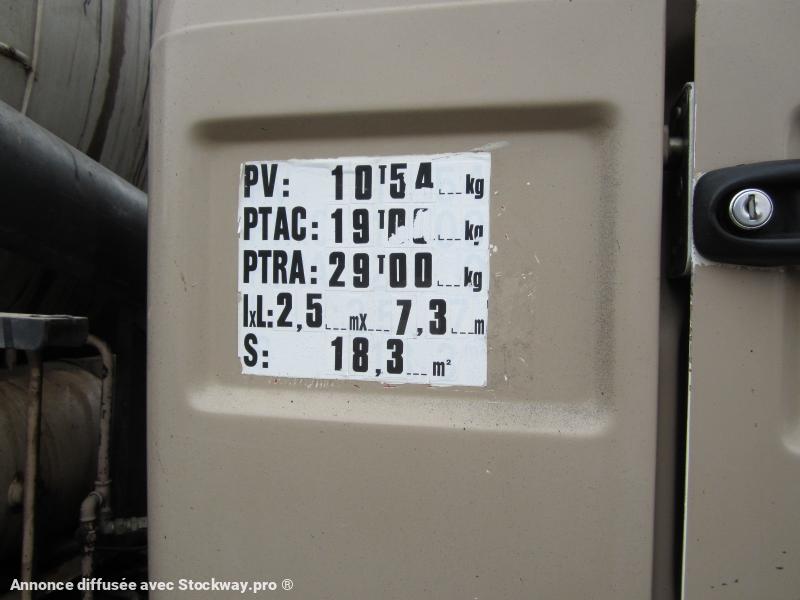 PV: 10T54 kg
PTAC: 19T00 kg
PTRA: 29T00 kg
IxL: 2,5 mX 7,3 m
S: 18,3 m²
Annonce diffusée avec Stockway.pro ®